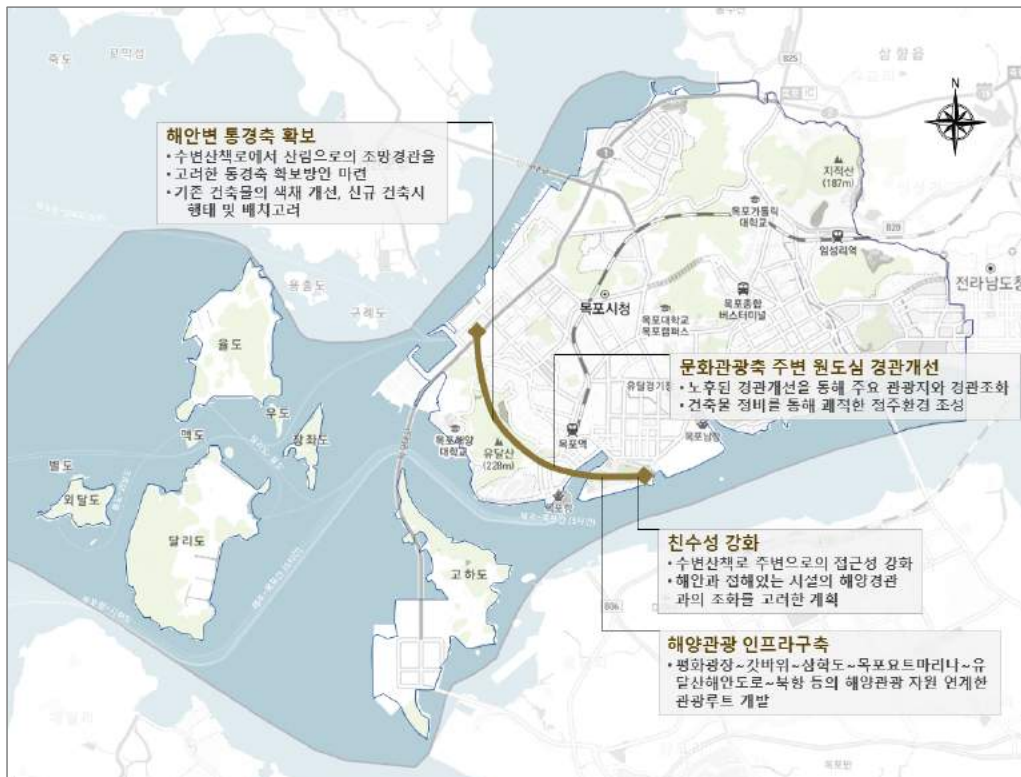 죽도
삼향읍
825
N
해안변 통경축 확보
• 수변산책로에서 산림으로의 조망경관을
• 고려한 통경축 확보방안 마련
• 기존 건축물의 색채 개선, 신규 건축시
형태 및 배치고려
1
15
지적산
(187m)
목포가톨릭
대학교
임성리역
829
전라남도청
용출도
구례도
율도
목포시청
목포대학교
목포캠퍼스
목포종합
버스터미널
문화관광축 주변 원도심 경관개선
• 노후된 경관개선을 통해 주요 관광지와 경관조화
• 건축물 정비를 통해 쾌적한 정주환경 조성
유달경기장
우도
장좌도
맥도
목포해양
대학교
유달산
(228m)
목포역
목포남항
목포항
별도
외달도
달리도
고하도
친수성 강화
• 수변산책로 주변으로의 접근성 강화
• 해안과 접해있는 시설의 해양경관
과의 조화를 고려한 계획
806
해양관광 인프라구축
• 평화광장~갓바위~삼학도~목포요트마리나~유
달산해안도로~북항 등의 해양관광 자원 연계한
관광루트 개발